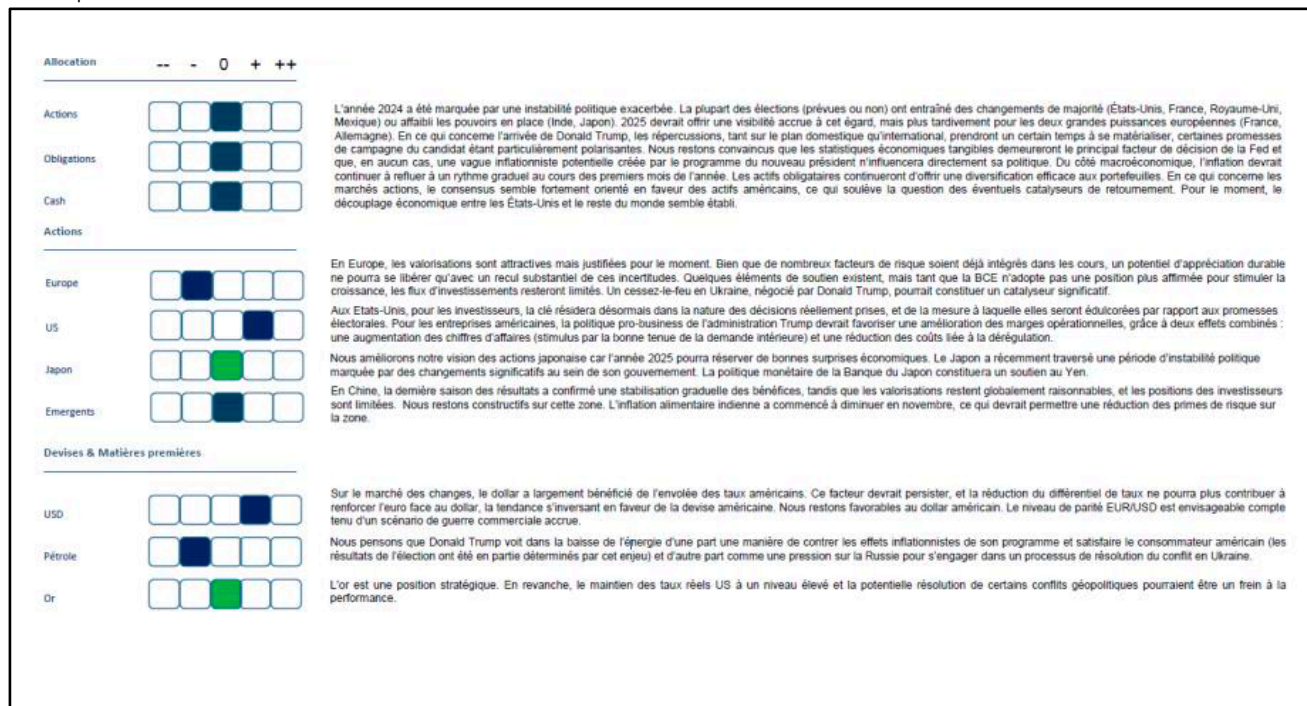 Allocation -- - 0 + ++
Actions
L'année 2024 a été marquée par une instabilité politique exacerbée. La plupart des élections (prévues ou non) ont entraîné des changements de majorité (États-Unis, France, Royaume-Uni,
Mexique) ou affaibli les pouvoirs en place (Inde, Japon). 2025 devrait offrir une visibilité accrue à cet égard, mais plus tardivement pour les deux grandes puissances européennes (France,
Allemagne). En ce qui concerne l'arrivée de Donald Trump, les répercussions, tant sur le plan domestique qu'international, prendront un certain temps à se matérialiser, certaines promesses
de campagne du candidat étant particulièrement polarisantes. Nous restons convaincus que les statistiques économiques tangibles demeureront le principal facteur de décision de la Fed et
Obligations
que, en aucun cas, une vague inflationniste potentielle créée par le programme du nouveau président n'influencera directement sa politique. Du côté macroéconomique, l'inflation devrait
continuer à refluer à un rythme graduel au cours des premiers mois de l'année. Les actifs obligataires continueront d'offrir une diversification efficace aux portefeuilles. En ce qui concerne les
marchés actions, le consensus semble fortement orienté en faveur des actifs américains, ce qui soulève la question des éventuels catalyseurs de retournement. Pour le moment, le
Cash
découplage économique entre les États-Unis et le reste du monde semble établi.
Actions
Europe
En Europe, les valorisations sont attractives mais justifiées pour le moment. Bien que de nombreux facteurs de risque soient déjà intégrés dans les cours, un potentiel d'appréciation durable
ne pourra se libérer qu'avec un recul substantiel de ces incertitudes. Quelques éléments de soutien existent, mais tant que la BCE n'adopte pas une position plus affirmée pour stimuler la
croissance, les flux d'investissements resteront limités. Un cessez-le-feu en Ukraine, négocié par Donald Trump, pourrait constituer un catalyseur significatif.
US
Aux Etats-Unis, pour les investisseurs, la clé résidera désormais dans la nature des décisions réellement prises, et de la mesure à laquelle elles seront édulcorées par rapport aux promesses
électorales. Pour les entreprises américaines, la politique pro-business de l'administration Trump devrait favoriser une amélioration des marges opérationnelles, grâce à deux effets combinés :
une augmentation des chiffres d'affaires (stimulus par la bonne tenue de la demande intérieure) et une réduction des coûts liée à la dérégulation.
Japon
Nous améliorons notre vision des actions japonaise car l'année 2025 pourra réserver de bonnes surprises économiques. Le Japon a récemment traversé une période d'instabilité politique
marquée par des changements significatifs au sein de son gouvernement. La politique monétaire de la Banque du Japon constituera un soutien au Yen.
Emergents
En Chine, la dernière saison des résultats a confirmé une stabilisation graduelle des bénéfices, tandis que les valorisations restent globalement raisonnables, et les positions des investisseurs
sont limitées. Nous restons constructifs sur cette zone. L'inflation alimentaire indienne a commencé à diminuer en novembre, ce qui devrait permettre une réduction des primes de risque sur
la zone.
Devises & Matières premières
USD
Sur le marché des changes, le dollar a largement bénéficié de l'envolée des taux américains. Ce facteur devrait persister, et la réduction du différentiel de taux ne pourra plus contribuer à
renforcer l'euro face au dollar, la tendance s'inversant en faveur de la devise américaine. Nous restons favorables au dollar américain. Le niveau de parité EUR/USD est envisageable compte
tenu d'un scénario de guerre commerciale accrue.
Pétrole
Nous pensons que Donald Trump voit dans la baisse de l'énergie d'une part une manière de contrer les effets inflationnistes de son programme et satisfaire le consommateur américain (les
résultats de l'élection ont été en partie déterminés par cet enjeu) et d'autre part comme une pression sur la Russie pour s'engager dans un processus de résolution du conflit en Ukraine.
Or
L'or est une position stratégique. En revanche, le maintien des taux réels US à un niveau élevé et la potentielle résolution de certains conflits géopolitiques pourraient être un frein à la
performance.